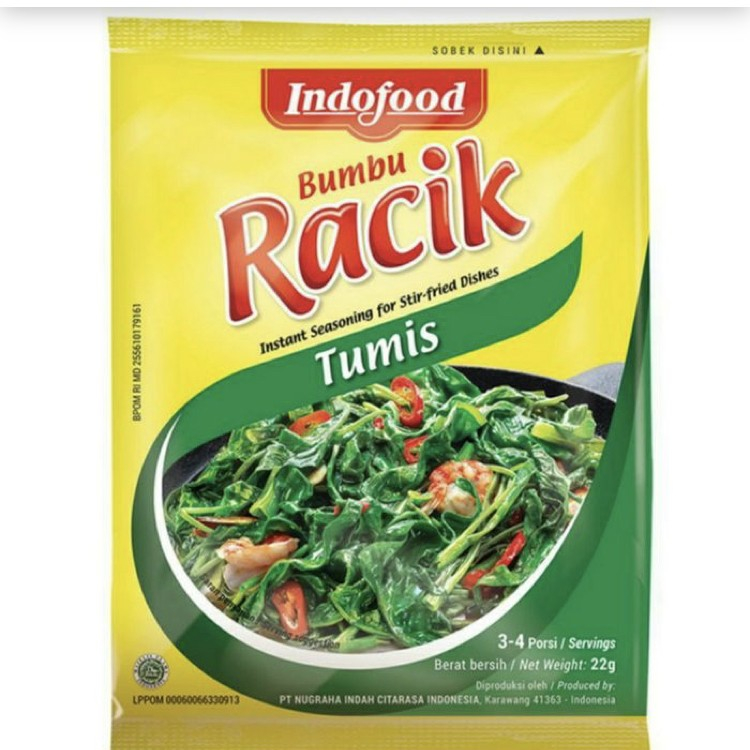 SOBEK DISINI ▲
Indofood
Bumbu
Racik
Instant Seasoning for Stir-fried Dishes
Tumis
BPOM RI MD 255610179161
3-4 Porsi / Servings
Berat bersih / Net Weight: 22g
Diproduksi oleh / Produced by:
LPPOM 00060066330913
PT NUGRAHA INDAH CITARASA INDONESIA, Karawang 41363 - Indonesia